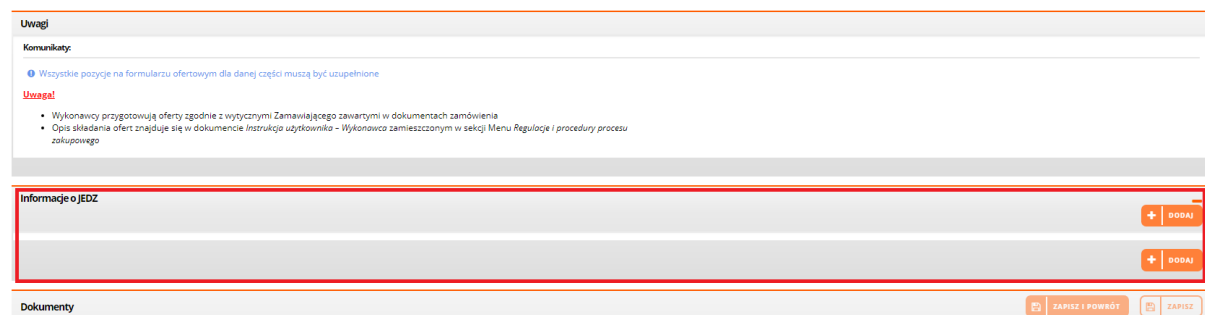 Uwagi
Komunikaty:
Wszystkie pozycje na formularzu ofertowym dla danej części muszą być uzupełnione
Uwaga!
Wykonawcy przygotowują oferty zgodnie z wytycznymi Zamawiającego zawartymi w dokumentach zamówienia
Opis składania ofert znajduje się w dokumencie Instrukcja użytkownika – Wykonawca zamieszczonym w sekcji Menu Regulacje i procedury procesu
zakupowego
Informacje o JEDZ
DODAJ
DODAJ
Dokumenty
ZAPISZ I POWRÓT
ZAPISZ